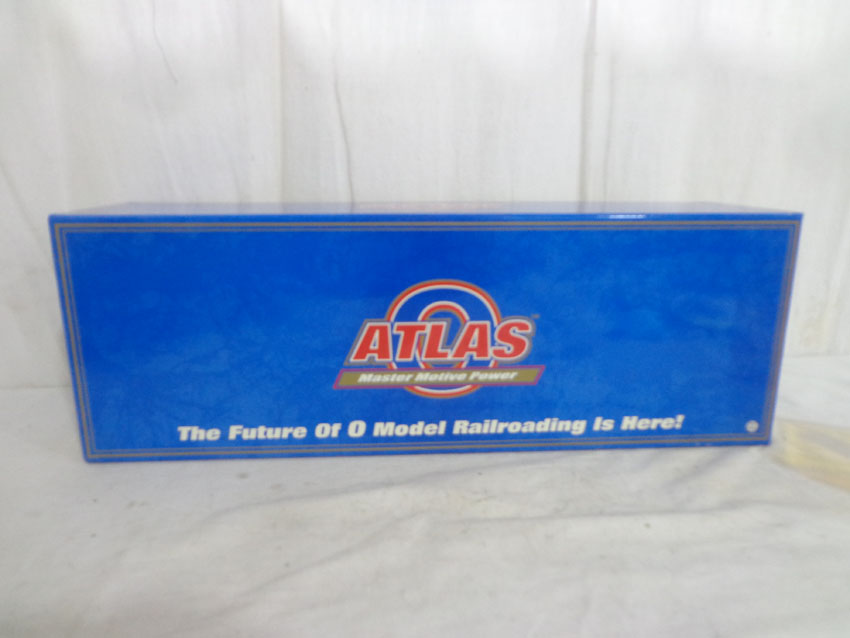 ATLAS
Master Motive Power
The Future Of O Model Railroading Is Here!